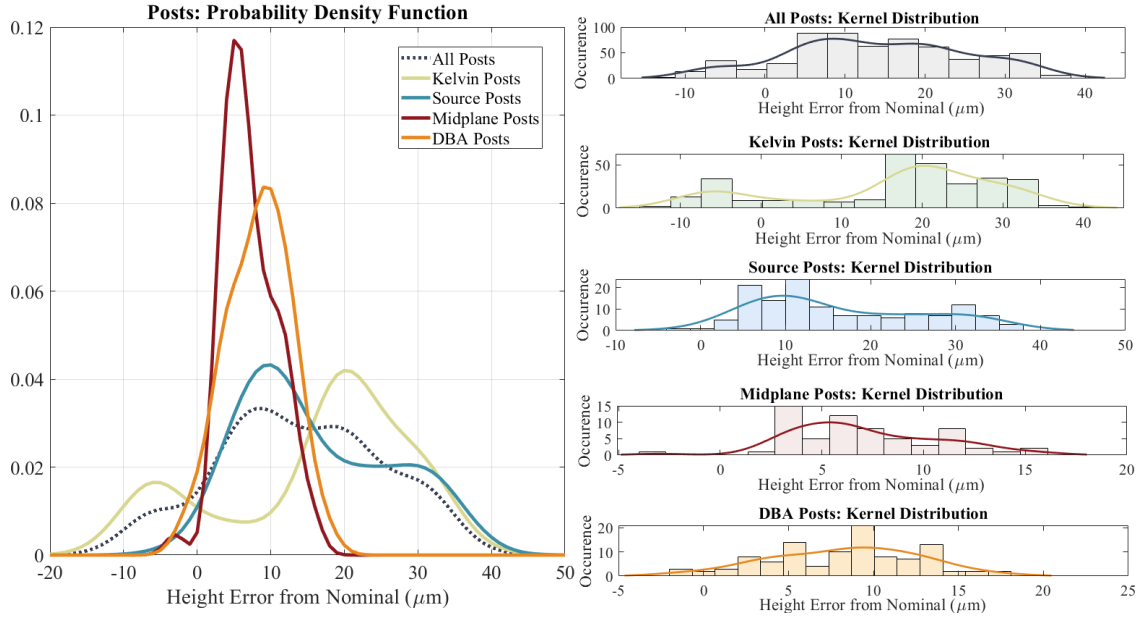 Posts: Probability Density Function
0.12
0.1
0.08
0.06
0.04
0.02
0
-20 -10 0 10 20 30 40 50
Height Error from Nominal (μm)
All Posts
Kelvin Posts
Source Posts
Midplane Posts
DBA Posts
All Posts: Kernel Distribution
Occurence
100
50
0
-10 0 10 20 30 40
Height Error from Nominal (μm)
Kelvin Posts: Kernel Distribution
Occurence
50
0
-10 0 10 20 30 40
Height Error from Nominal (μm)
Source Posts: Kernel Distribution
Occurence
20
10
0
-10 0 10 20 30 40 50
Height Error from Nominal (μm)
Midplane Posts: Kernel Distribution
Occurence
15
10
5
0
-5 0 5 10 15 20
Height Error from Nominal (μm)
DBA Posts: Kernel Distribution
Occurence
20
10
0
-5 0 5 10 15 20 25
Height Error from Nominal (μm)